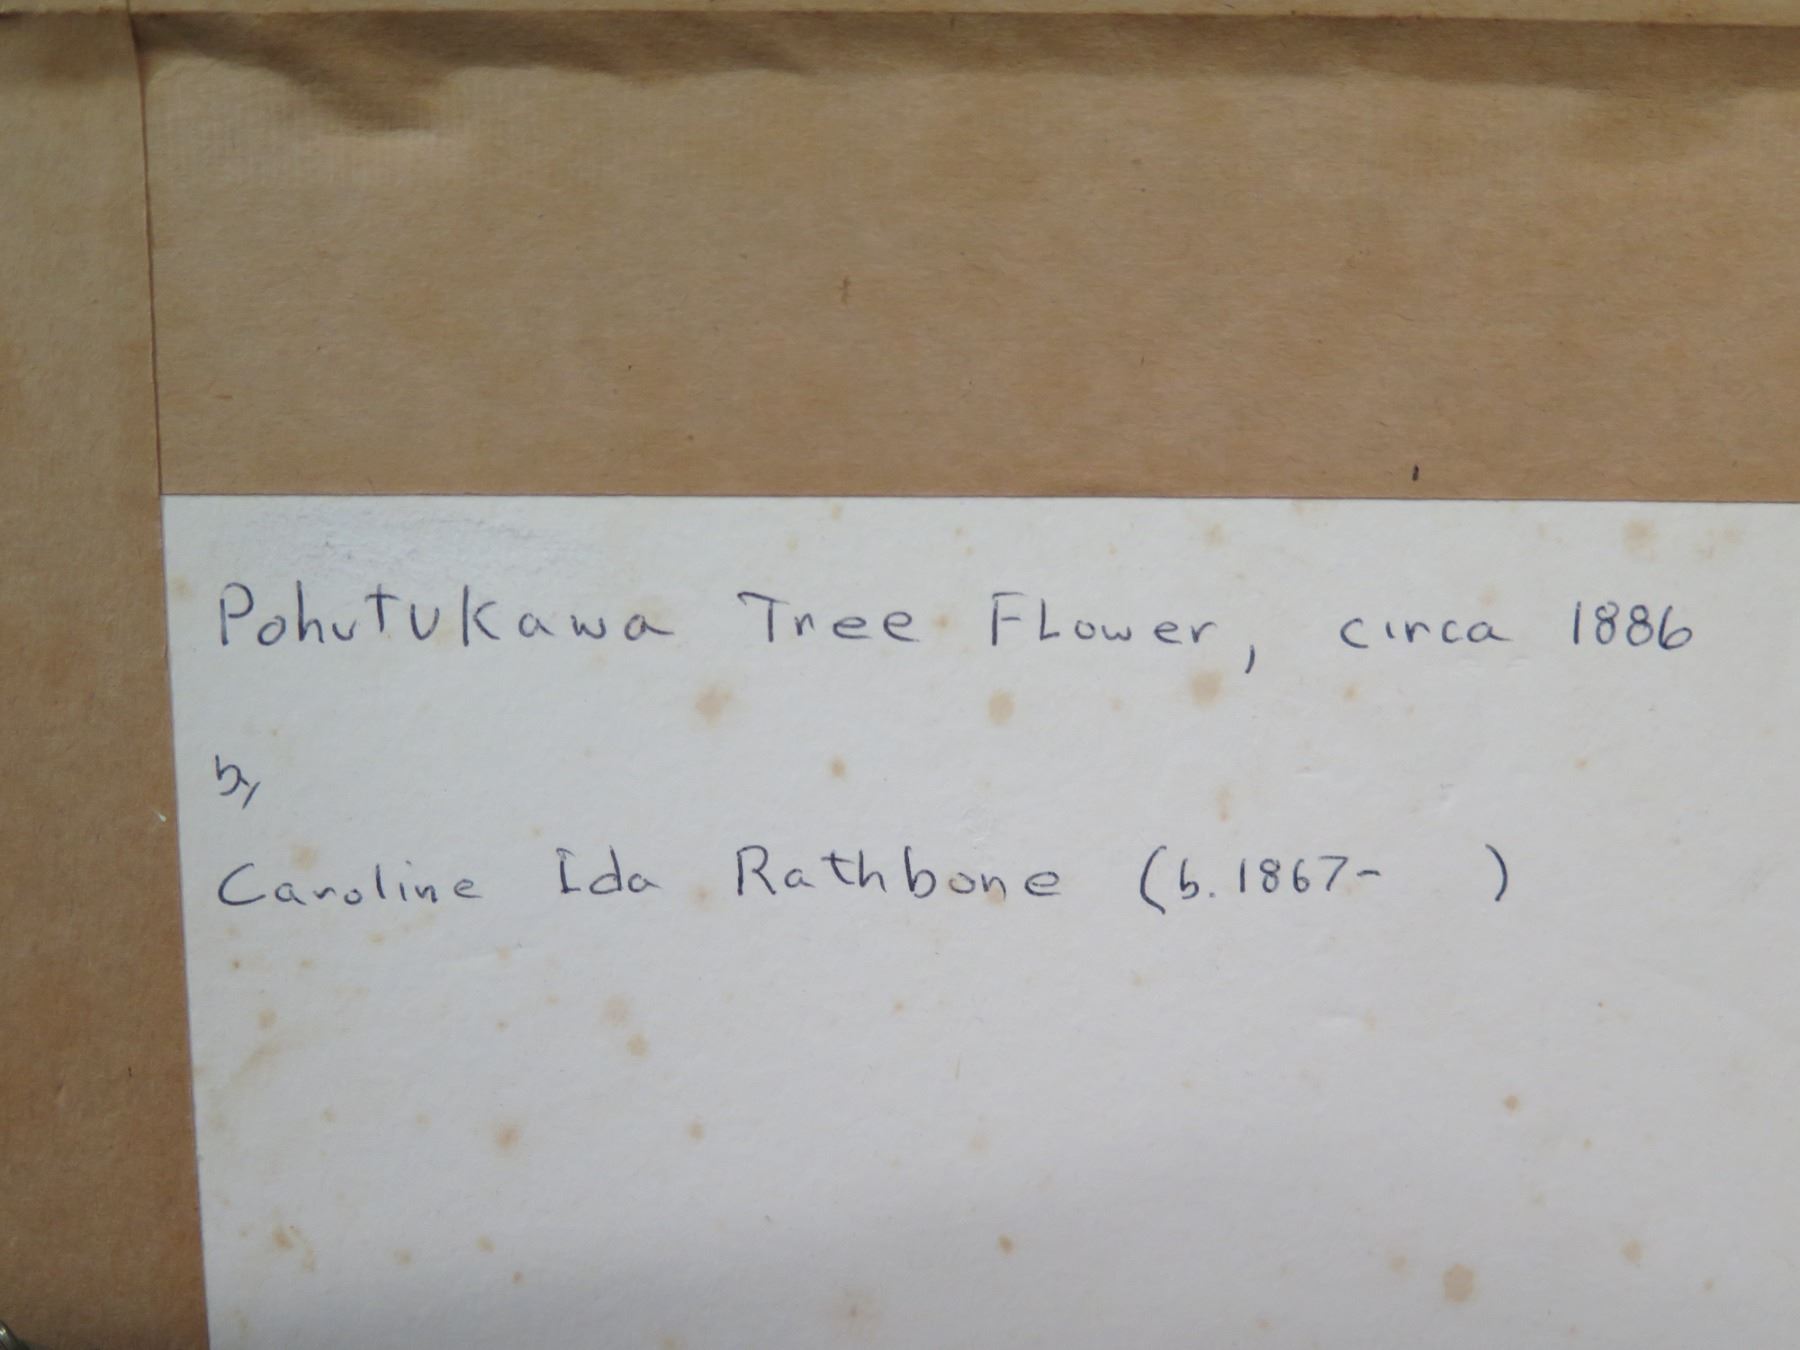 Pohutukawa Tree Flower, circa 1886
by
Caroline Ida Rathbone (b. 1867- )